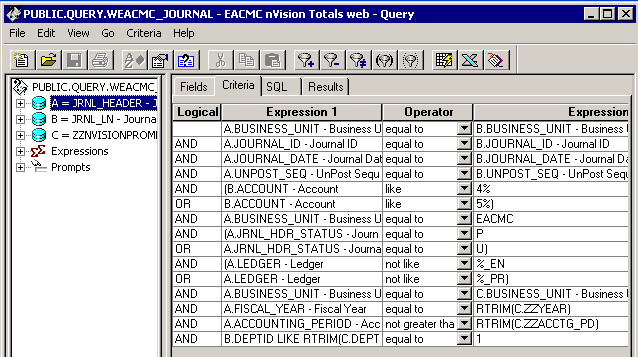 PUBLIC.QUERY.WEACMC_JOURNAL - EACMC nVision Totals web - Query
File Edit View Go Criteria Help
PUBLIC.QUERY.WEACMC_JOURN
A = JRNL_HEADER - J
B = JRNL_LN - Journa
C = ZZNVISIONPROM
Expressions
Prompts
Fields Criteria SQL Results
Logical Expression 1 Operator Expression
A.BUSINESS_UNIT - Business U equal to B.BUSINESS_UNIT - Business U
AND A.JOURNAL_ID - Journal ID equal to B.JOURNAL_ID - Journal ID
AND A.JOURNAL_DATE - Journal Dat equal to B.JOURNAL_DATE - Journal Da
AND A.UNPOST_SEQ - UnPost Sequ equal to B.UNPOST_SEQ - UnPost Sequ
AND (B.ACCOUNT - Account like 4%
OR B.ACCOUNT - Account like 5%)
AND A.BUSINESS_UNIT - Business U equal to EACMC
AND (A.JRNL_HDR_STATUS - Journ equal to P
OR A.JRNL_HDR_STATUS - Journa equal to U)
AND (A.LEDGER - Ledger not like %_EN
OR A.LEDGER - Ledger not like %_PR)
AND A.BUSINESS_UNIT - Business U equal to C.BUSINESS_UNIT - Business U
AND A.FISCAL_YEAR - Fiscal Year equal to RTRIM(C.ZZYEAR)
AND A.ACCOUNTING_PERIOD - Acc not greater tha RTRIM(C.ZZACCTG_PD)
AND B.DEPTID LIKE RTRIM(C.DEPT equal to 1